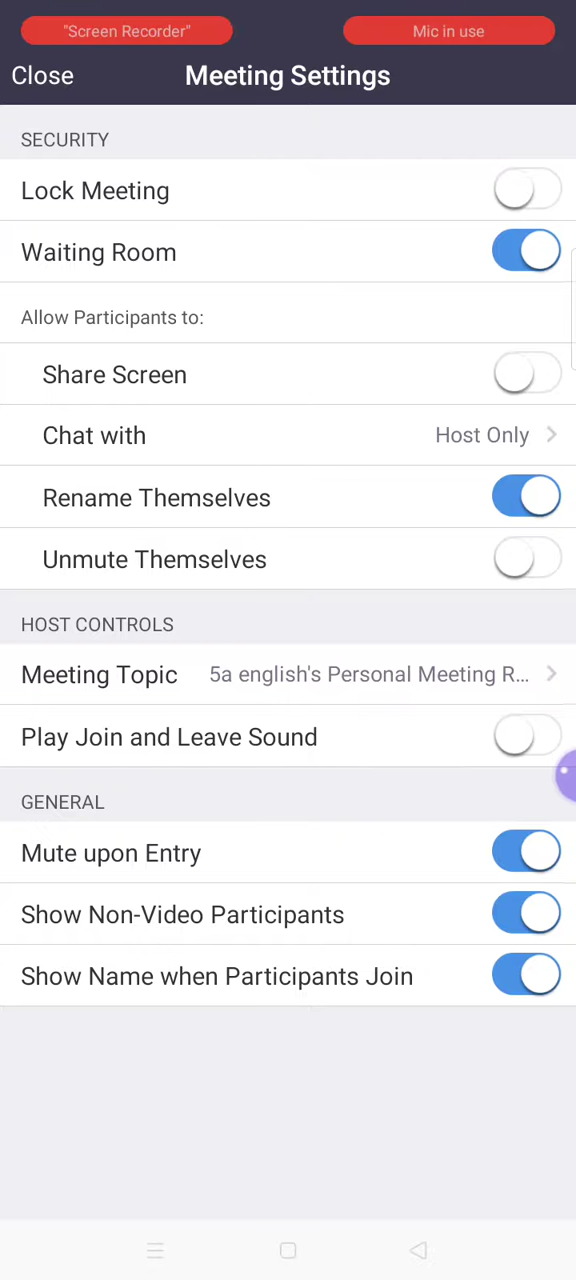 "Screen Recorder"
Mic in use
Close
Meeting Settings
SECURITY
Lock Meeting
Waiting Room
Allow Participants to:
Share Screen
Chat with
Host Only
Rename Themselves
Unmute Themselves
HOST CONTROLS
Meeting Topic
5a english's Personal Meeting R...
Play Join and Leave Sound
GENERAL
Mute upon Entry
Show Non-Video Participants
Show Name when Participants Join